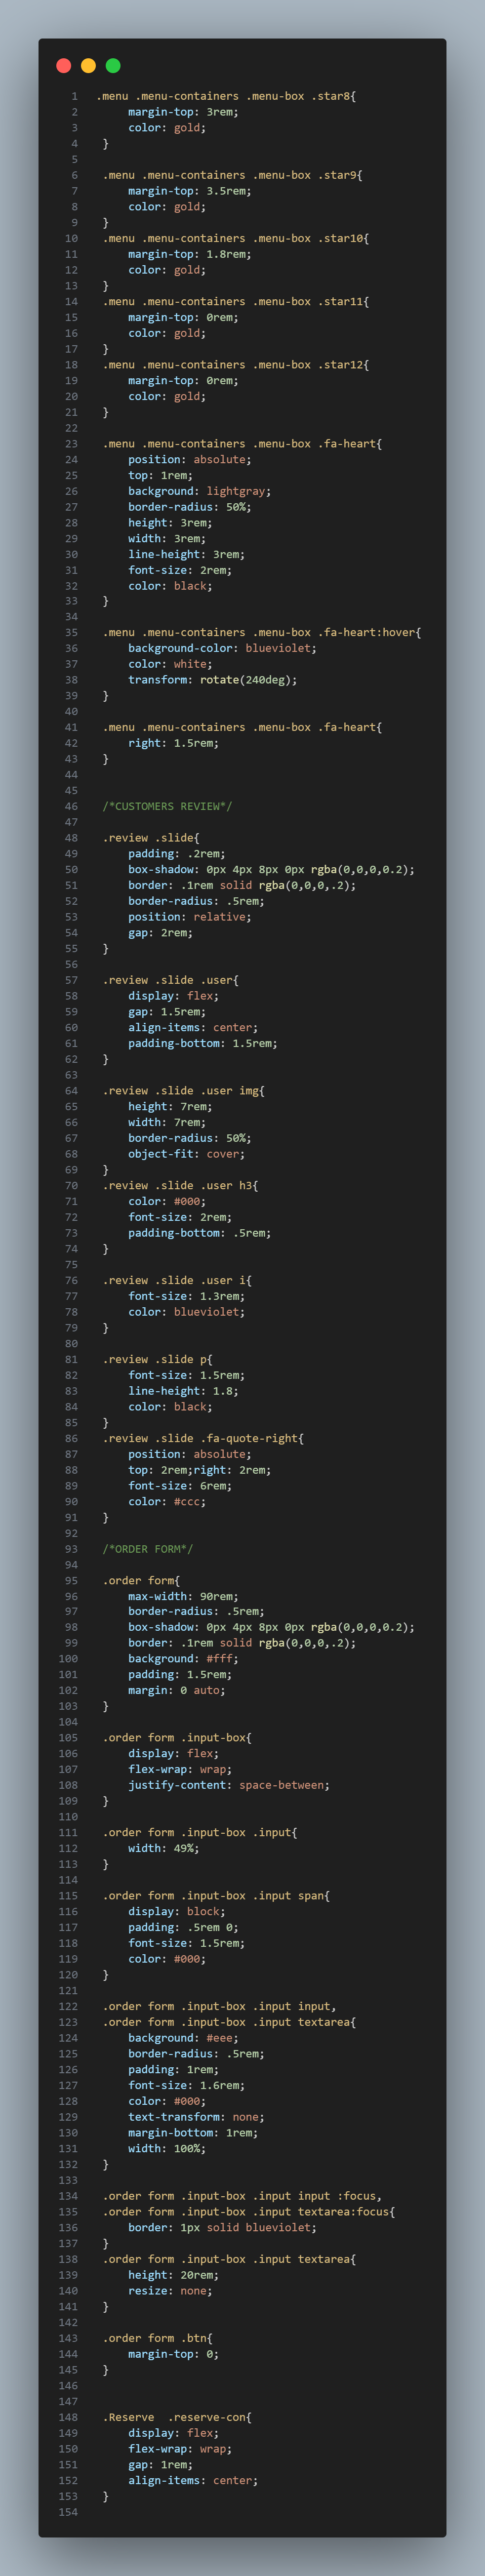 1 .menu .menu-containers .menu-box .star8{
2     margin-top: 3rem;
3     color: gold;
4 }
5
6 .menu .menu-containers .menu-box .star9{
7     margin-top: 3.5rem;
8     color: gold;
9 }
10 .menu .menu-containers .menu-box .star10{
11     margin-top: 1.8rem;
12     color: gold;
13 }
14 .menu .menu-containers .menu-box .star11{
15     margin-top: 0rem;
16     color: gold;
17 }
18 .menu .menu-containers .menu-box .star12{
19     margin-top: 0rem;
20     color: gold;
21 }
22
23 .menu .menu-containers .menu-box .fa-heart{
24     position: absolute;
25     top: 1rem;
26     background: lightgray;
27     border-radius: 50%;
28     height: 3rem;
29     width: 3rem;
30     line-height: 3rem;
31     font-size: 2rem;
32     color: black;
33 }
34
35 .menu .menu-containers .menu-box .fa-heart:hover{
36     background-color: blueviolet;
37     color: white;
38     transform: rotate(240deg);
39 }
40
41 .menu .menu-containers .menu-box .fa-heart{
42     right: 1.5rem;
43 }
44
45
46 /*CUSTOMERS REVIEW*/
47
48 .review .slide{
49     padding: .2rem;
50     box-shadow: 0px 4px 8px 0px rgba(0,0,0,0.2);
51     border: .1rem solid rgba(0,0,0,.2);
52     border-radius: .5rem;
53     position: relative;
54     gap: 2rem;
55 }
56
57 .review .slide .user{
58     display: flex;
59     gap: 1.5rem;
60     align-items: center;
61     padding-bottom: 1.5rem;
62 }
63
64 .review .slide .user img{
65     height: 7rem;
66     width: 7rem;
67     border-radius: 50%;
68     object-fit: cover;
69 }
70 .review .slide .user h3{
71     color: #000;
72     font-size: 2rem;
73     padding-bottom: .5rem;
74 }
75
76 .review .slide .user i{
77     font-size: 1.3rem;
78     color: blueviolet;
79 }
80
81 .review .slide p{
82     font-size: 1.5rem;
83     line-height: 1.8;
84     color: black;
85 }
86 .review .slide .fa-quote-right{
87     position: absolute;
88     top: 2rem;right: 2rem;
89     font-size: 6rem;
90     color: #ccc;
91 }
92
93 /*ORDER FORM*/
94
95 .order form{
96     max-width: 90rem;
97     border-radius: .5rem;
98     box-shadow: 0px 4px 8px 0px rgba(0,0,0,0.2);
99     border: .1rem solid rgba(0,0,0,.2);
100     background: #fff;
101     padding: 1.5rem;
102     margin: 0 auto;
103 }
104
105 .order form .input-box{
106     display: flex;
107     flex-wrap: wrap;
108     justify-content: space-between;
109 }
110
111 .order form .input-box .input{
112     width: 49%;
113 }
114
115 .order form .input-box .input span{
116     display: block;
117     padding: .5rem 0;
118     font-size: 1.5rem;
119     color: #000;
120 }
121
122 .order form .input-box .input input,
123 .order form .input-box .input textarea{
124     background: #eee;
125     border-radius: .5rem;
126     padding: 1rem;
127     font-size: 1.6rem;
128     color: #000;
129     text-transform: none;
130     margin-bottom: 1rem;
131     width: 100%;
132 }
133
134 .order form .input-box .input input :focus,
135 .order form .input-box .input textarea:focus{
136     border: 1px solid blueviolet;
137 }
138 .order form .input-box .input textarea{
139     height: 20rem;
140     resize: none;
141 }
142
143 .order form .btn{
144     margin-top: 0;
145 }
146
147
148 .Reserve  .reserve-con{
149     display: flex;
150     flex-wrap: wrap;
151     gap: 1rem;
152     align-items: center;
153 }
154